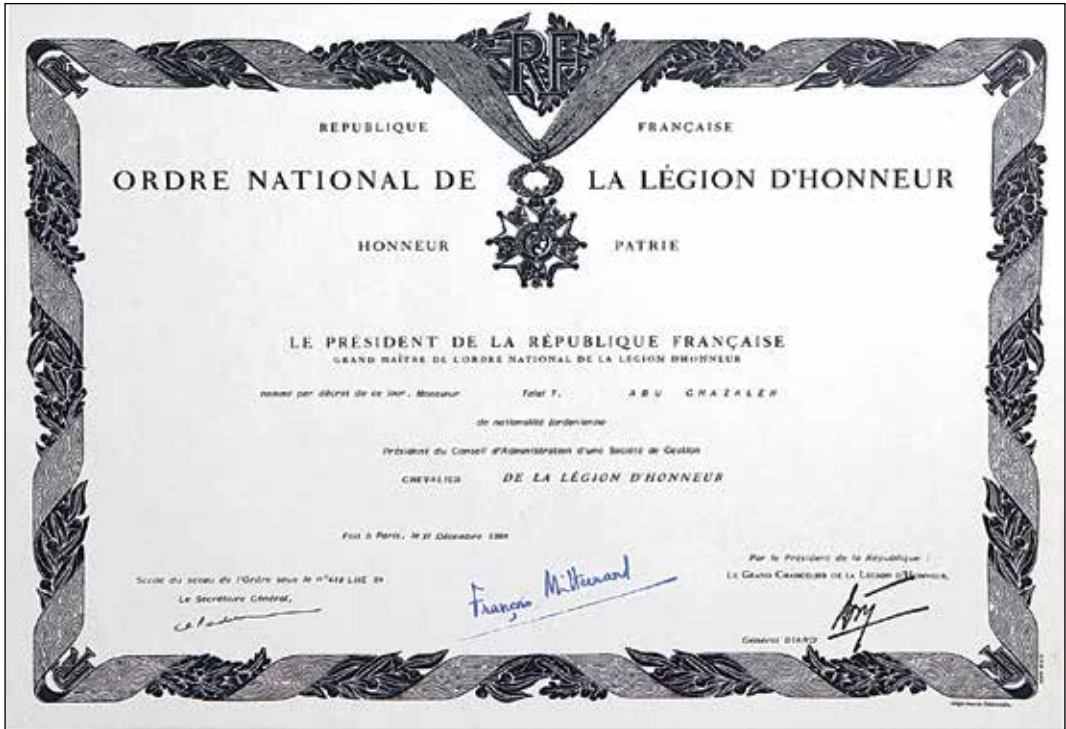 RF
REPUBLIQUE FRANÇAISE
ORDRE NATIONAL DE LA LÉGION D'HONNEUR
HONNEUR PATRIE
LE PRÉSIDENT DE LA RÉPUBLIQUE FRANÇAISE
GRAND MAÎTRE DE L'ORDRE NATIONAL DE LA LÉGION D'HONNEUR
nomme par décret de ce jour, Monsieur Talal T. ABU GHAZALEH
de nationalité Jordanienne
Président du Conseil d'Administration d'une Société de Gestion
CHEVALIER DE LA LÉGION D'HONNEUR
Fait à Paris, le Décembre
Par le Président de la République :
Scellé du sceau de l'Ordre sous le n°
LE GRAND CHANCELIER DE LA LÉGION D'HONNEUR,
Le Secrétaire Général,
François Mitterrand
Général BIARD